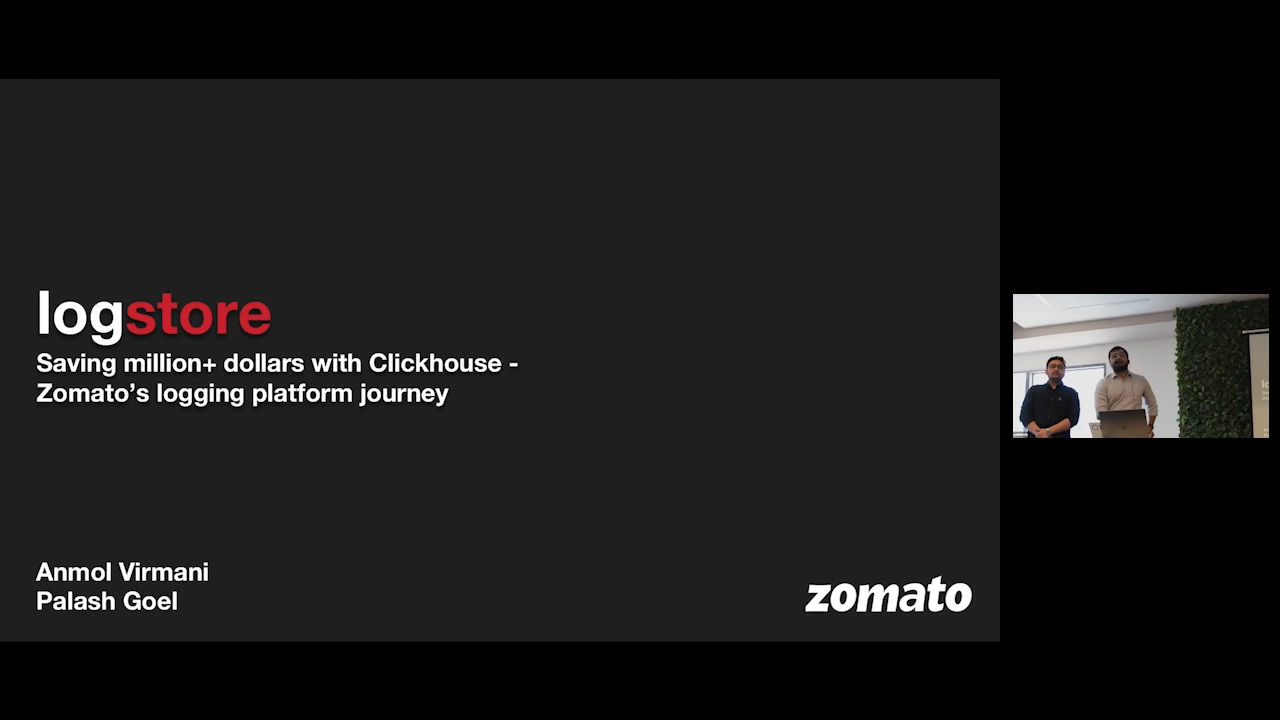 logstore
Saving million+ dollars with Clickhouse -
Zomato’s logging platform journey
Anmol Virmani
Palash Goel
zomato